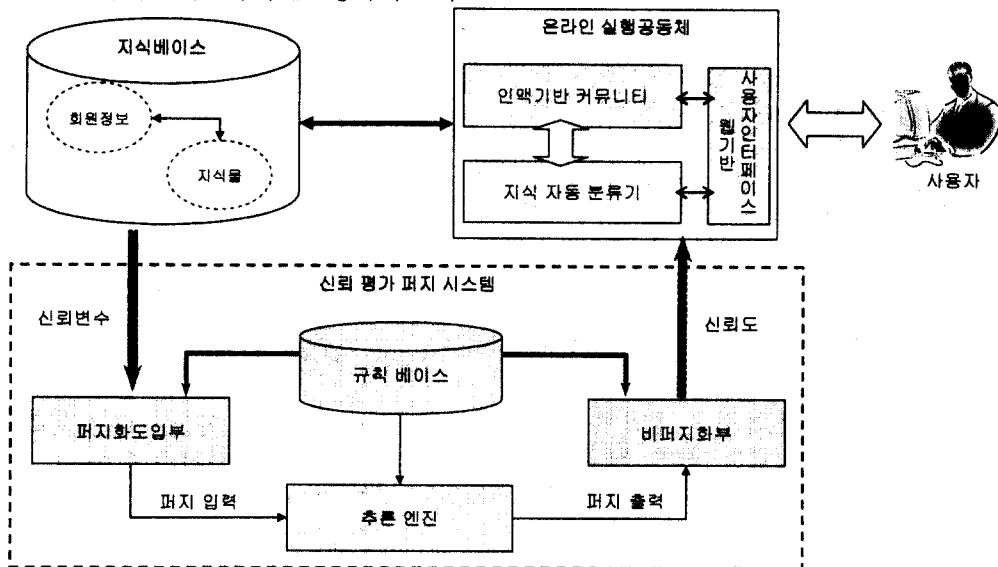 지식베이스
회원정보
지식물
온라인 실행공동체
인맥기반 커뮤니티
지식 자동 분류기
웹기반
사용자인터페이스
사용자
신뢰 평가 퍼지 시스템
신뢰변수
신뢰도
규칙 베이스
퍼지화도입부
비퍼지화부
퍼지 입력
추론 엔진
퍼지 출력